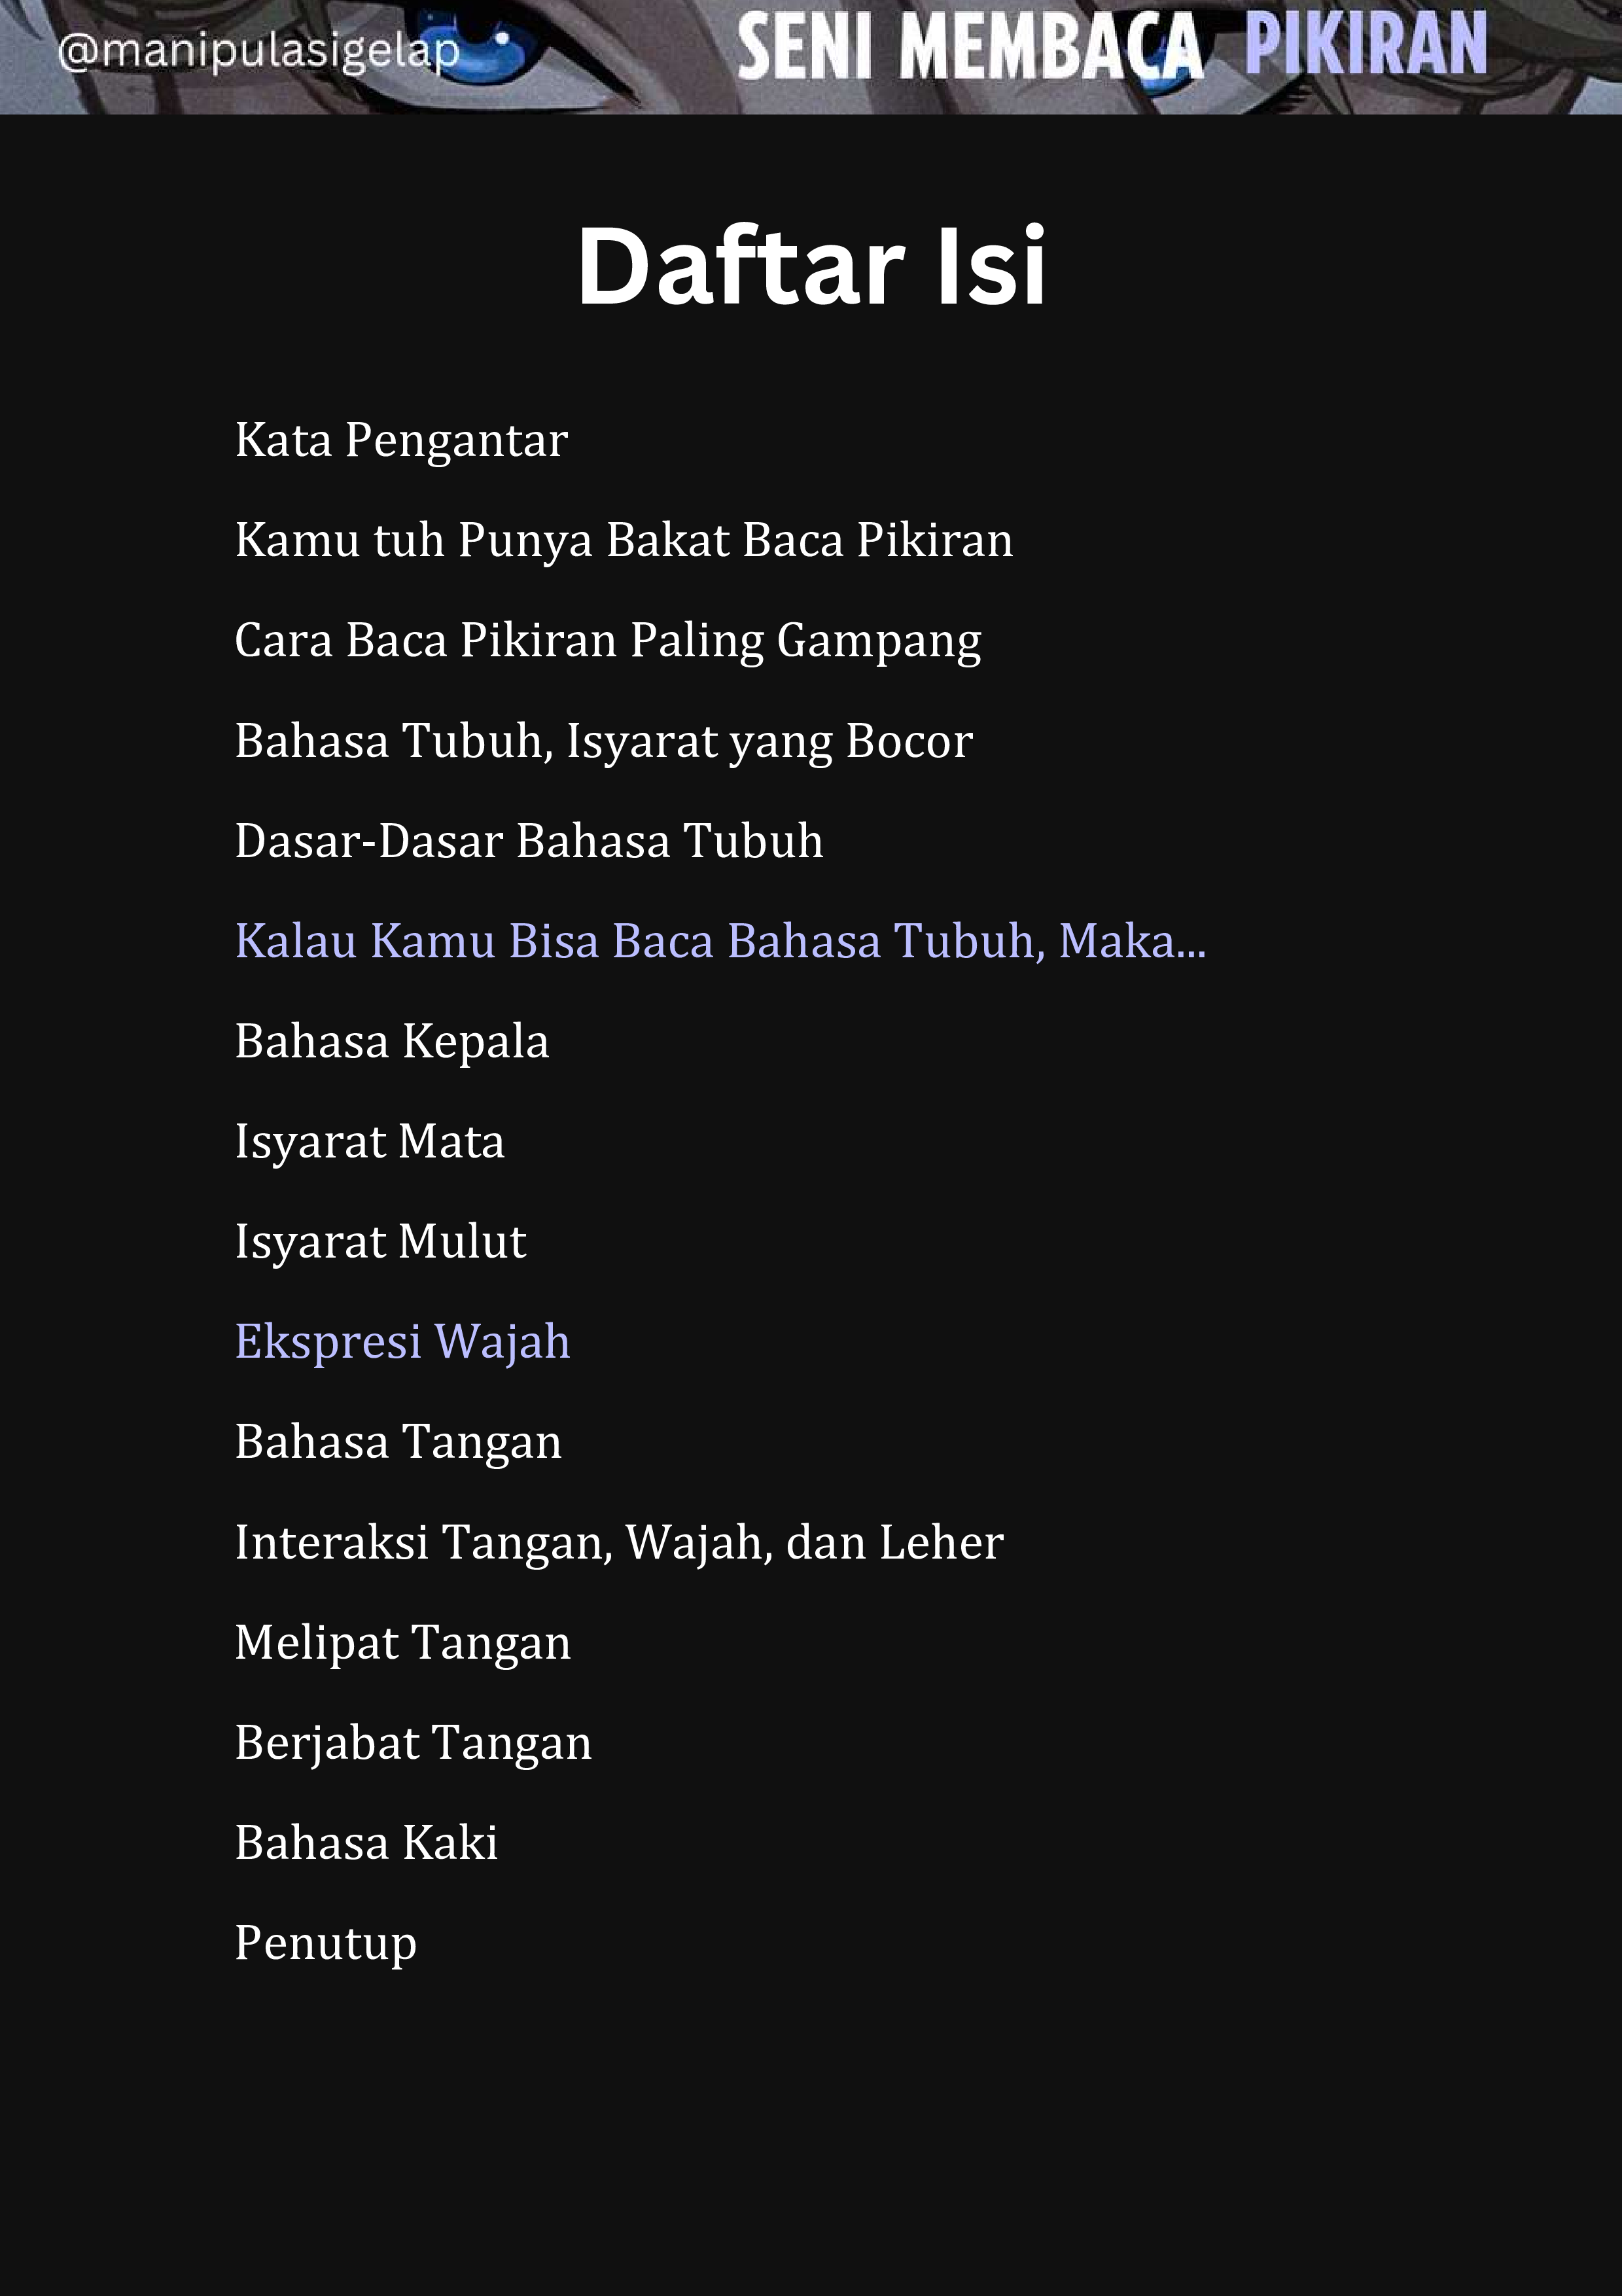 @manipulasigelap
SENI MEMBACA PIKIRAN
Daftar Isi
Kata Pengantar
Kamu tuh Punya Bakat Baca Pikiran
Cara Baca Pikiran Paling Gampang
Bahasa Tubuh, Isyarat yang Bocor
Dasar-Dasar Bahasa Tubuh
Kalau Kamu Bisa Baca Bahasa Tubuh, Maka...
Bahasa Kepala
Isyarat Mata
Isyarat Mulut
Ekspresi Wajah
Bahasa Tangan
Interaksi Tangan, Wajah, dan Leher
Melipat Tangan
Berjabat Tangan
Bahasa Kaki
Penutup